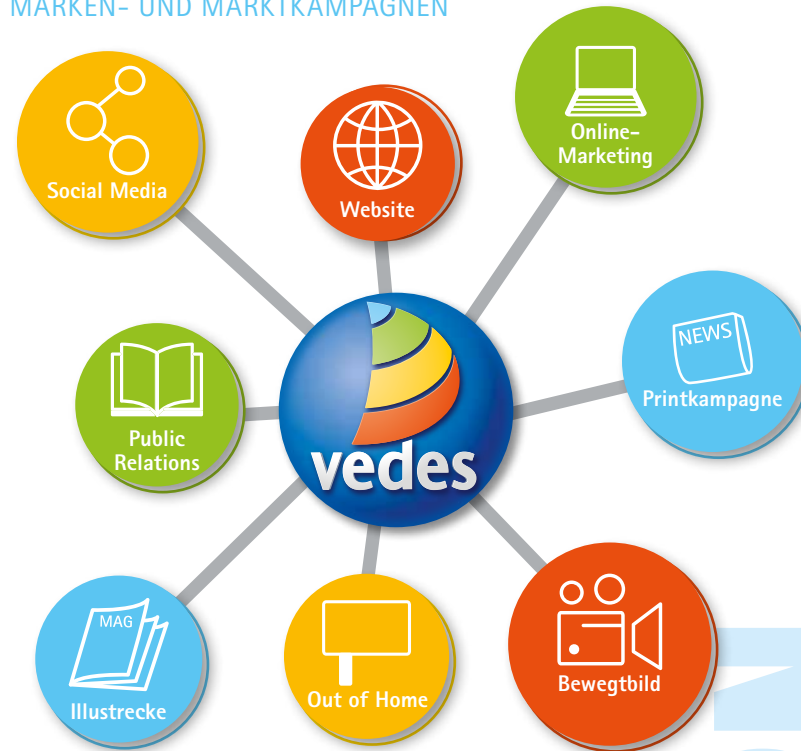 MARKEN- UND MARKTKAMPAGNEN
Social Media
Website
Online-
Marketing
NEWS
Printkampagne
Public
Relations
vedes
MAG
Illustrecke
Out of Home
Bewegtbild